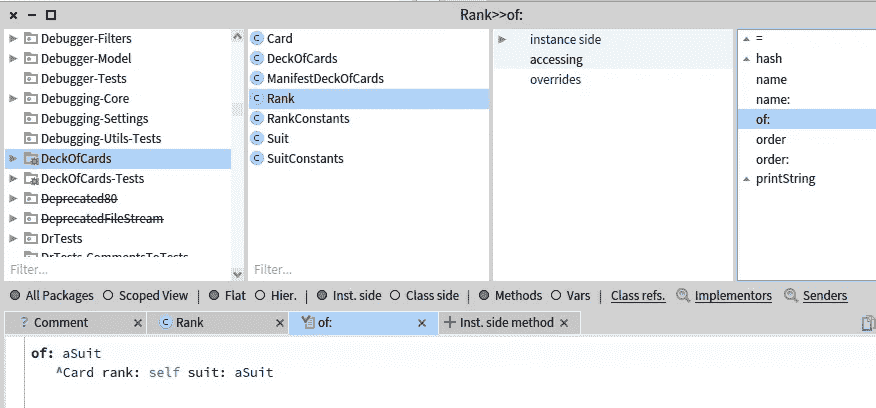 Rank>>of:
Debugger-Filters
Debugger-Model
Debugger-Tests
Debugging-Core
Debugging-Settings
Debugging-Utils-Tests
DeckOfCards
DeckOfCards-Tests
Deprecated80
DeprecatedFileStream
DrTests
DrTests-CommentsToTests
Filter...
Card
DeckOfCards
ManifestDeckOfCards
Rank
RankConstants
Suit
SuitConstants
Filter...
instance side
accessing
overrides
=
hash
name
name:
of:
order
order:
printString
All Packages Scoped View | Flat Hier. | Inst. side Class side | Methods Vars | Class refs. Implementors Senders
? Comment × Rank × of: × + Inst. side method ×
of: aSuit
^Card rank: self suit: aSuit